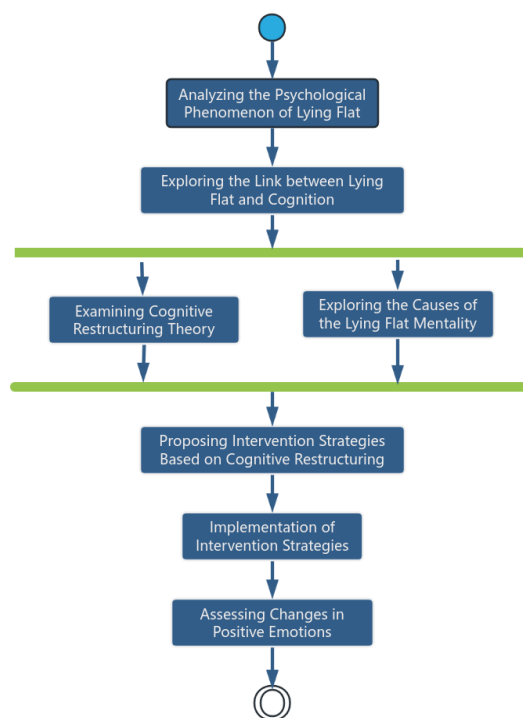 Analyzing the Psychological
Phenomenon of Lying Flat
Exploring the Link between Lying
Flat and Cognition
Examining Cognitive
Restructuring Theory
Exploring the Causes of
the Lying Flat Mentality
Proposing Intervention Strategies
Based on Cognitive Restructuring
Implementation of
Intervention Strategies
Assessing Changes in
Positive Emotions